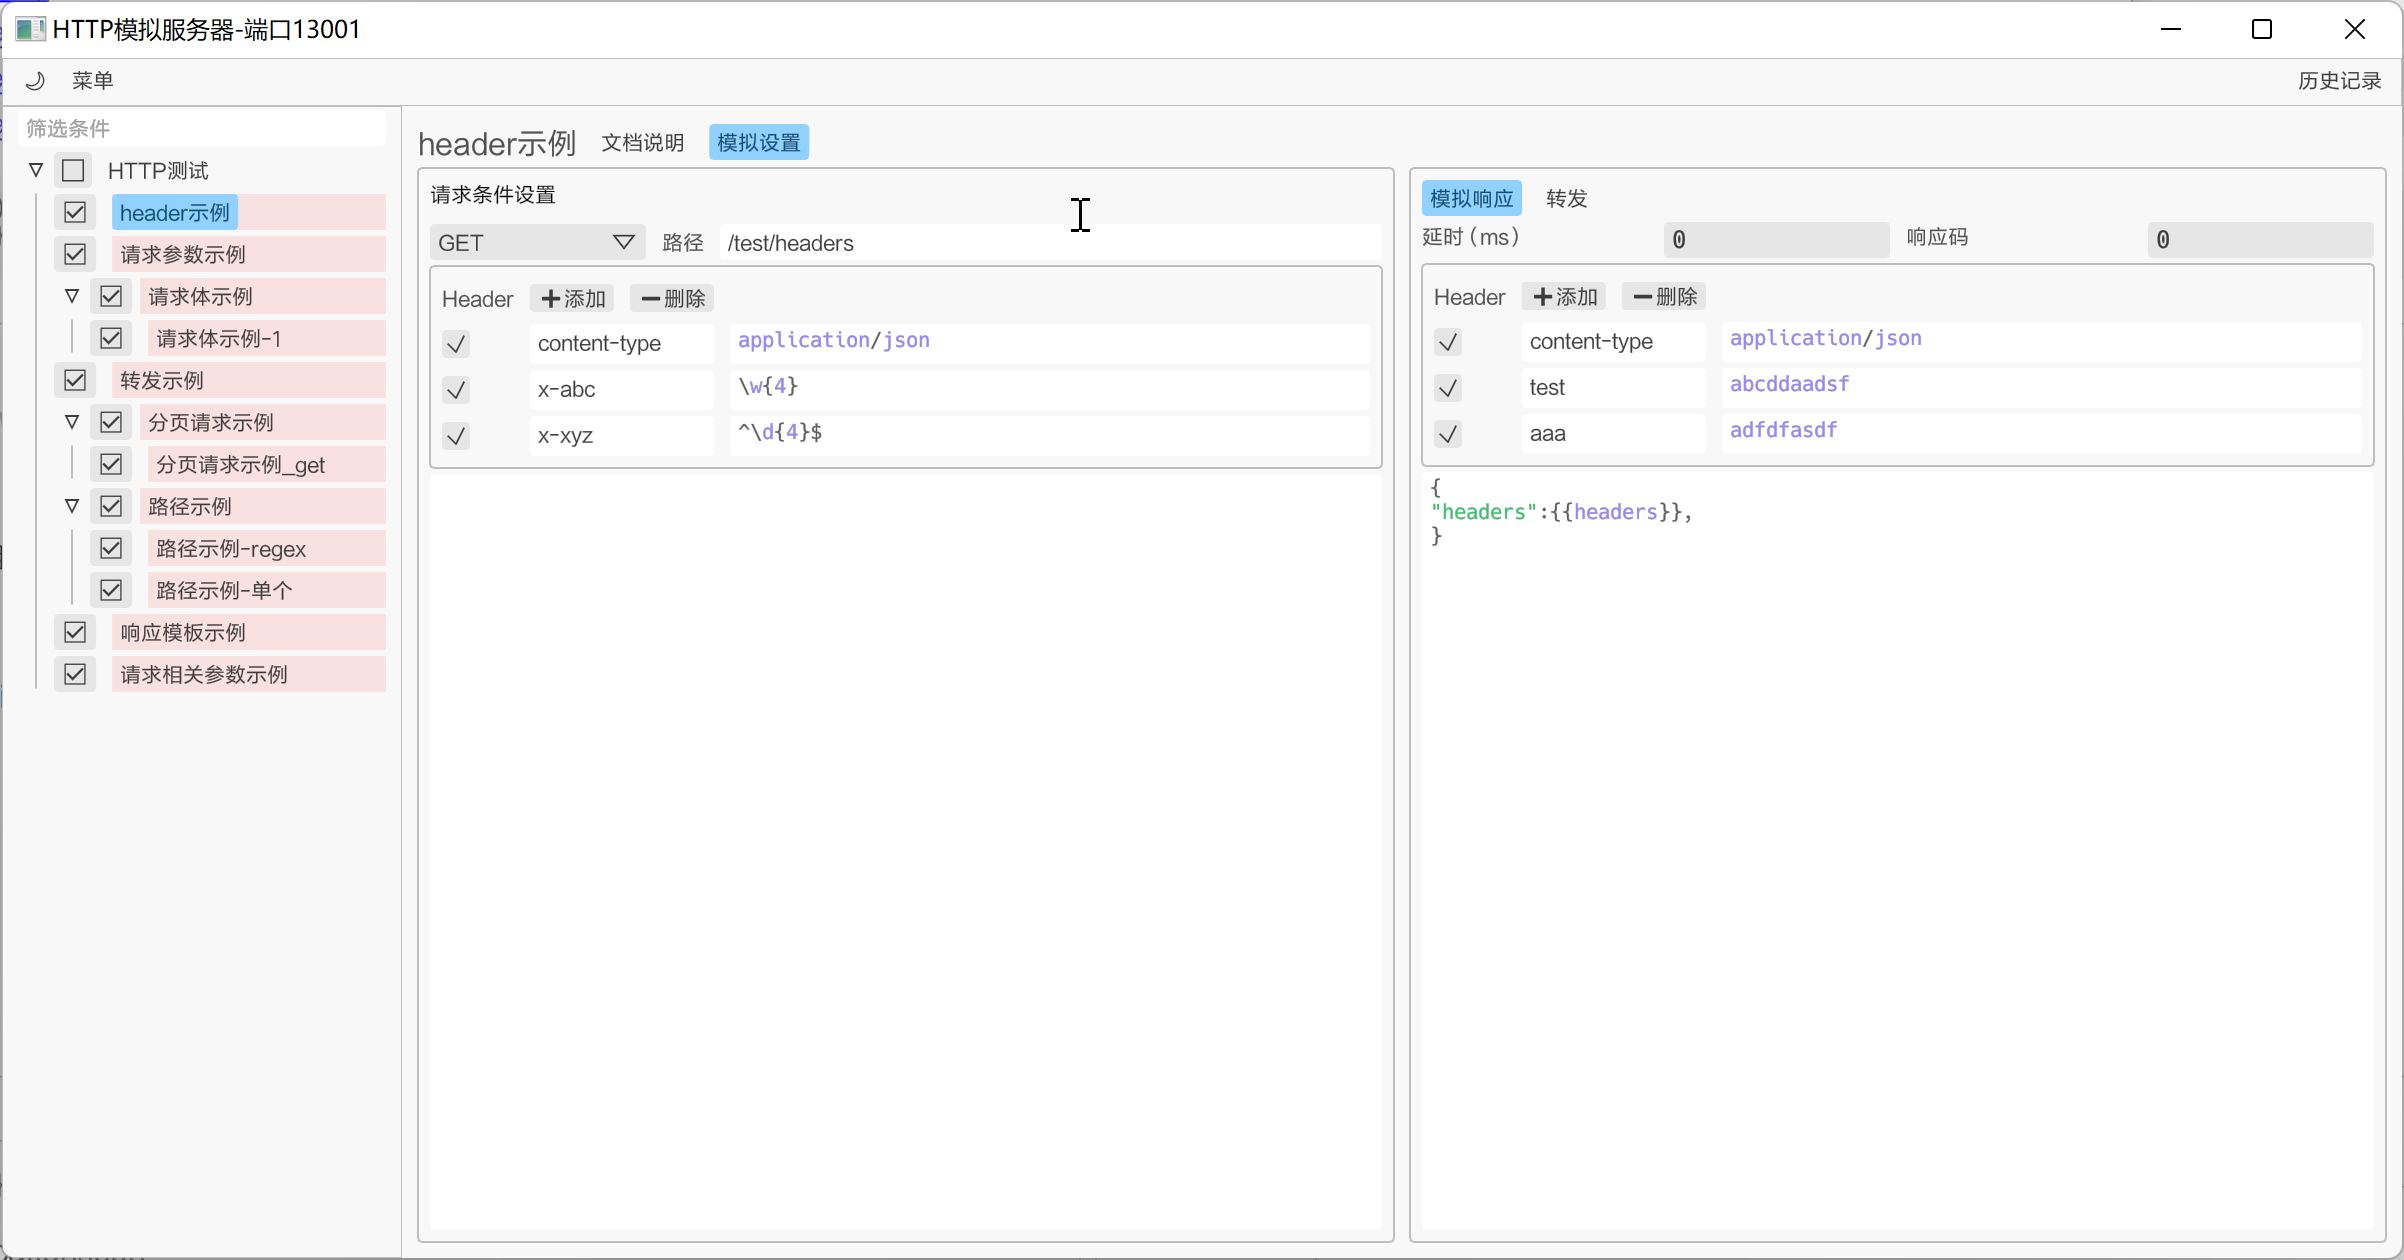 HTTP模拟服务器-端口13001
菜单
历史记录
筛选条件
HTTP测试
header示例
请求参数示例
请求体示例
请求体示例-1
转发示例
分页请求示例
分页请求示例_get
路径示例
路径示例-regex
路径示例-单个
响应模板示例
请求相关参数示例
header示例 文档说明 模拟设置
请求条件设置
GET 路径 /test/headers
Header +添加 —删除
content-type application/json
x-abc \w{4}
x-xyz ^\d{4}$
模拟响应 转发
延时(ms) 0 响应码 0
Header +添加 —删除
content-type application/json
test abcddaadsf
aaa adfdfasdf
{
"headers":{{headers}},
}